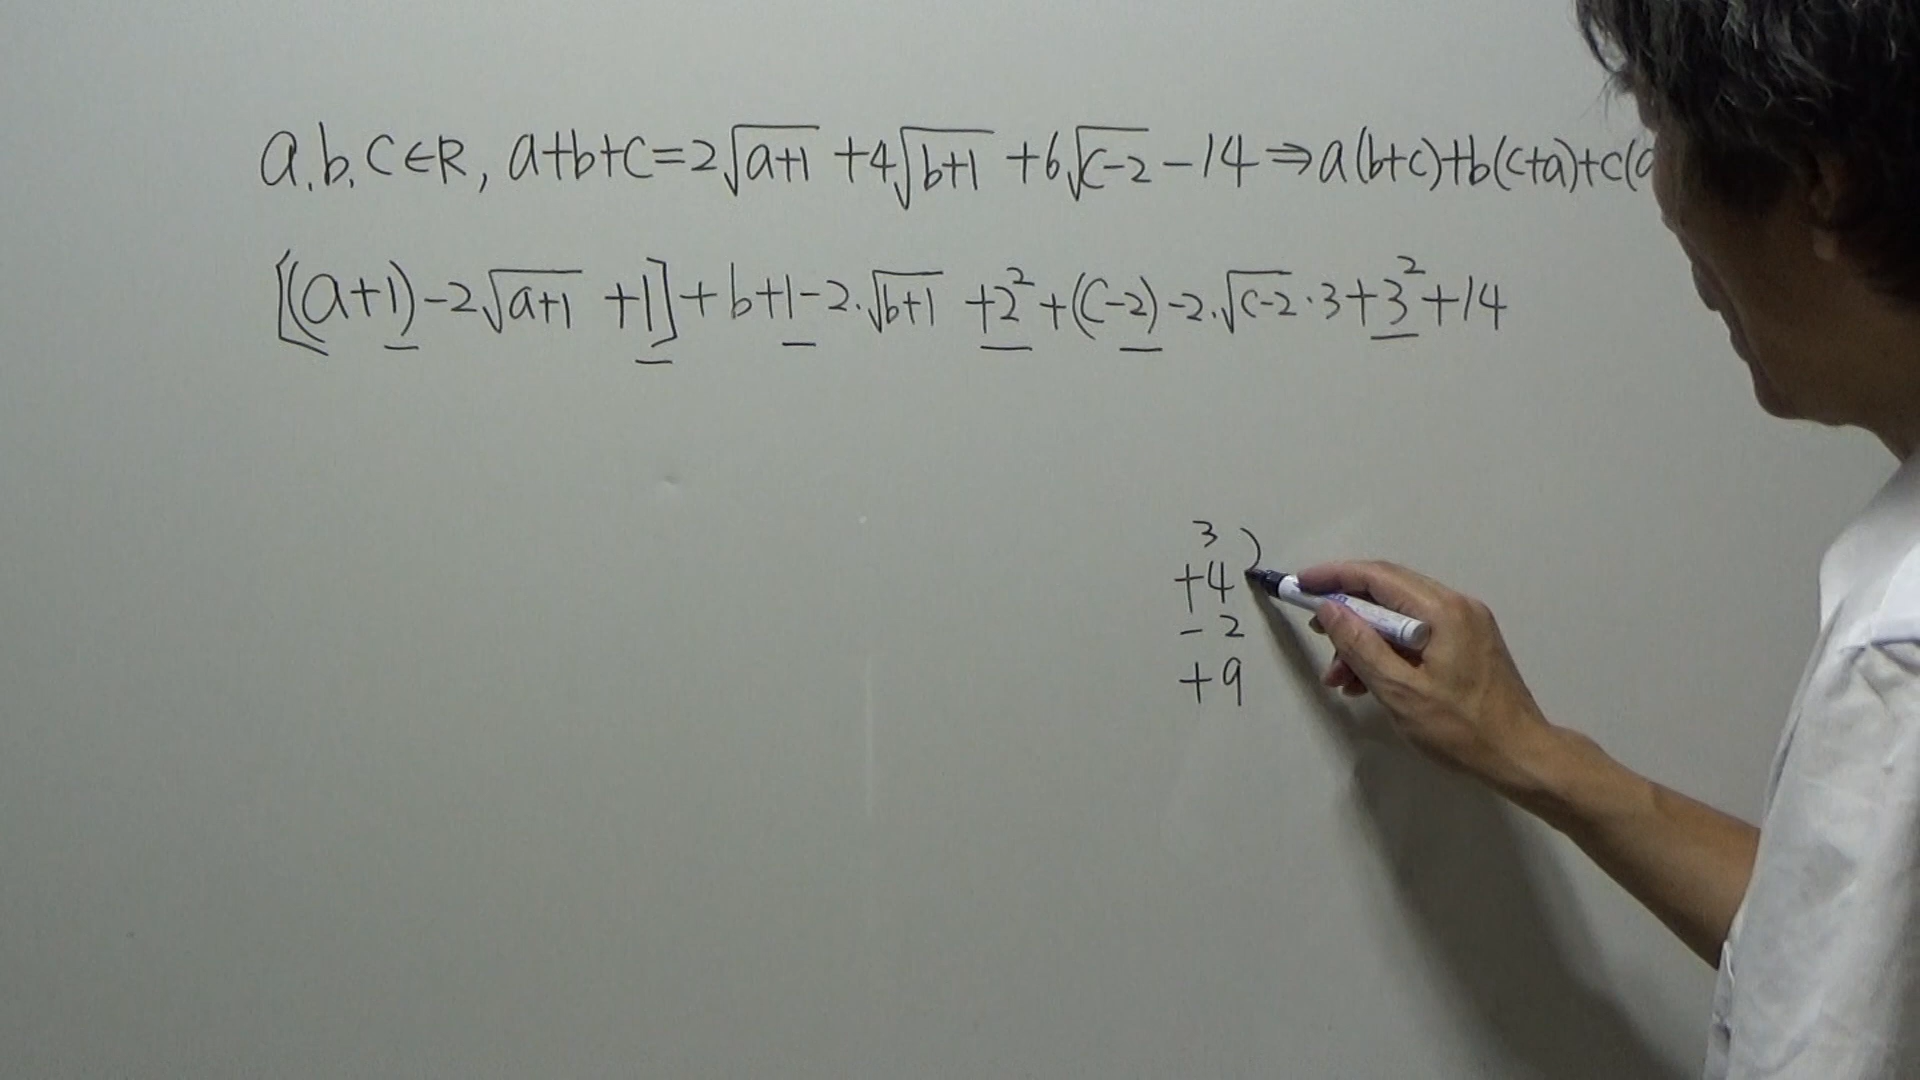 a.b.c∈R, a+b+c=2√(a+1) +4√(b+1) +6√(c-2) -14⇒a(b+c)+b(c+a)+c(a
[(a+1)-2√(a+1) +1]+b+1-2.√(b+1) +2²+(c-2)-2.√(c-2)·3+3²+14
3
+4
-2
+9